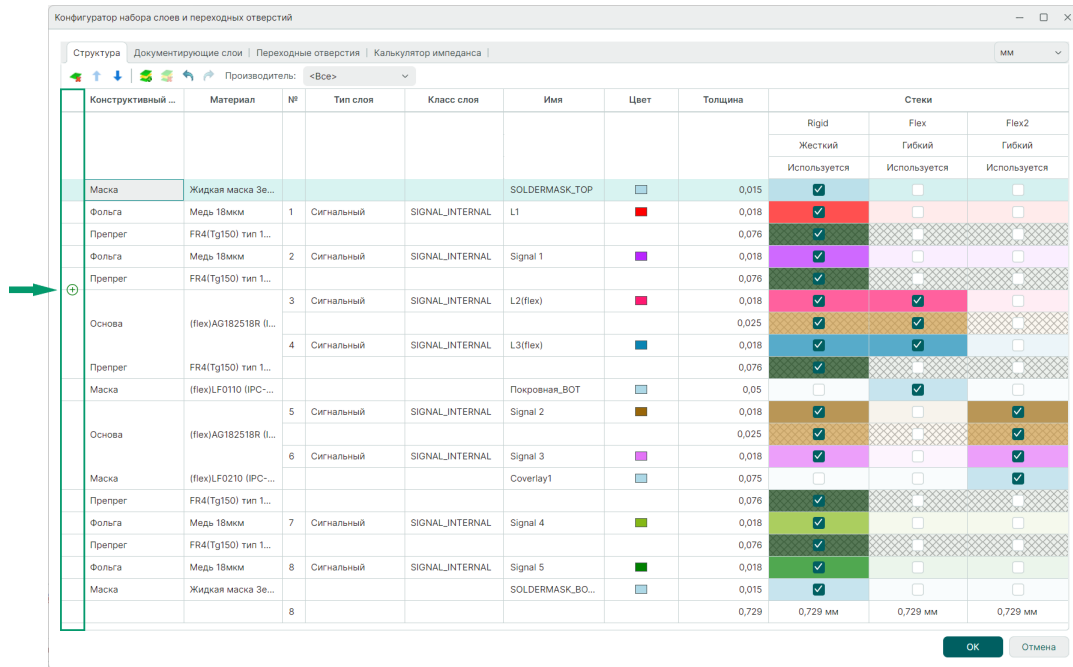 Конфигуратор набора слоев и переходных отверстий
Структура Документирующие слои Переходные отверстия Калькулятор импеданса мм
Производитель: <Все>
Конструктивный ... Материал № Тип слоя Класс слоя Имя Цвет Толщина Стеки
Rigid Flex Flex2
Жесткий Гибкий Гибкий
Используется Используется Используется
Маска Жидкая маска Зе... SOLDERMASK_TOP 0,015
Фольга Медь 18мкм 1 Сигнальный SIGNAL_INTERNAL L1 0,018
Препрег FR4(Tg150) тип 1... 0,076
Фольга Медь 18мкм 2 Сигнальный SIGNAL_INTERNAL Signal 1 0,018
Препрег FR4(Tg150) тип 1... 0,076
3 Сигнальный SIGNAL_INTERNAL L2(flex) 0,018
Основа (flex)AG182518R (I... 0,025
4 Сигнальный SIGNAL_INTERNAL L3(flex) 0,018
Препрег FR4(Tg150) тип 1... 0,076
Маска (flex)LF0110 (IPC-... Покровная_BOT 0,05
5 Сигнальный SIGNAL_INTERNAL Signal 2 0,018
Основа (flex)AG182518R (I... 0,025
6 Сигнальный SIGNAL_INTERNAL Signal 3 0,018
Маска (flex)LF0210 (IPC-... Coverlay1 0,075
Препрег FR4(Tg150) тип 1... 0,076
Фольга Медь 18мкм 7 Сигнальный SIGNAL_INTERNAL Signal 4 0,018
Препрег FR4(Tg150) тип 1... 0,076
Фольга Медь 18мкм 8 Сигнальный SIGNAL_INTERNAL Signal 5 0,018
Маска Жидкая маска Зе... SOLDERMASK_BO... 0,015
8 0,729 0,729 мм 0,729 мм 0,729 мм
ОК Отмена